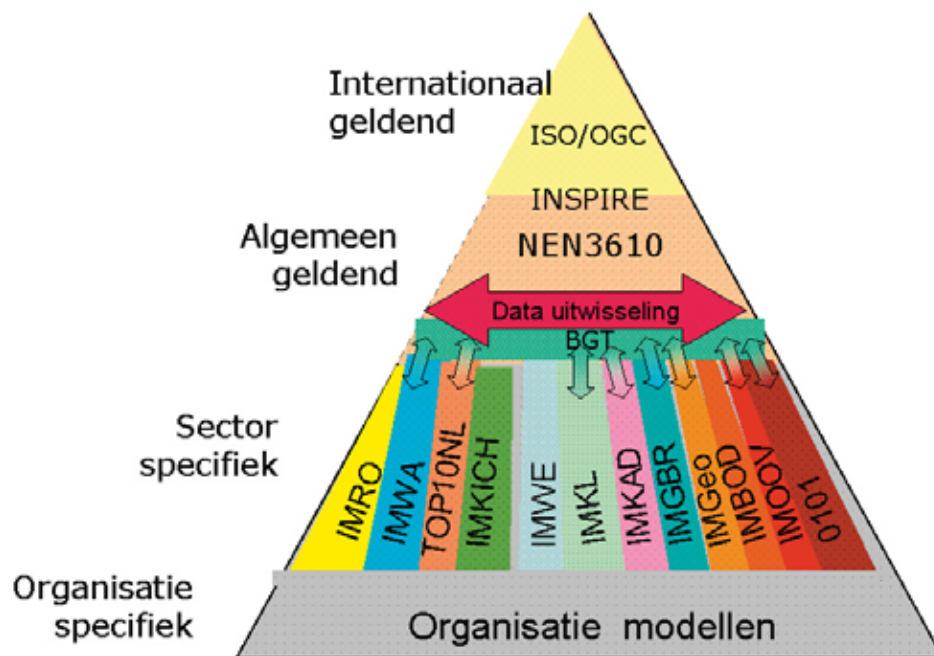 Internationaal
geldend
ISO/OGC
INSPIRE
Algemeen
geldend
NEN3610
Data uitwisseling
BGT
Sector
specifiek
IMRO
IMWA
TOP10NL
IMKICH
IMWE
IMKL
IMKAD
IMGBR
IMGeo
IMBOD
IMOOV
0101
Organisatie
specifiek
Organisatie modellen